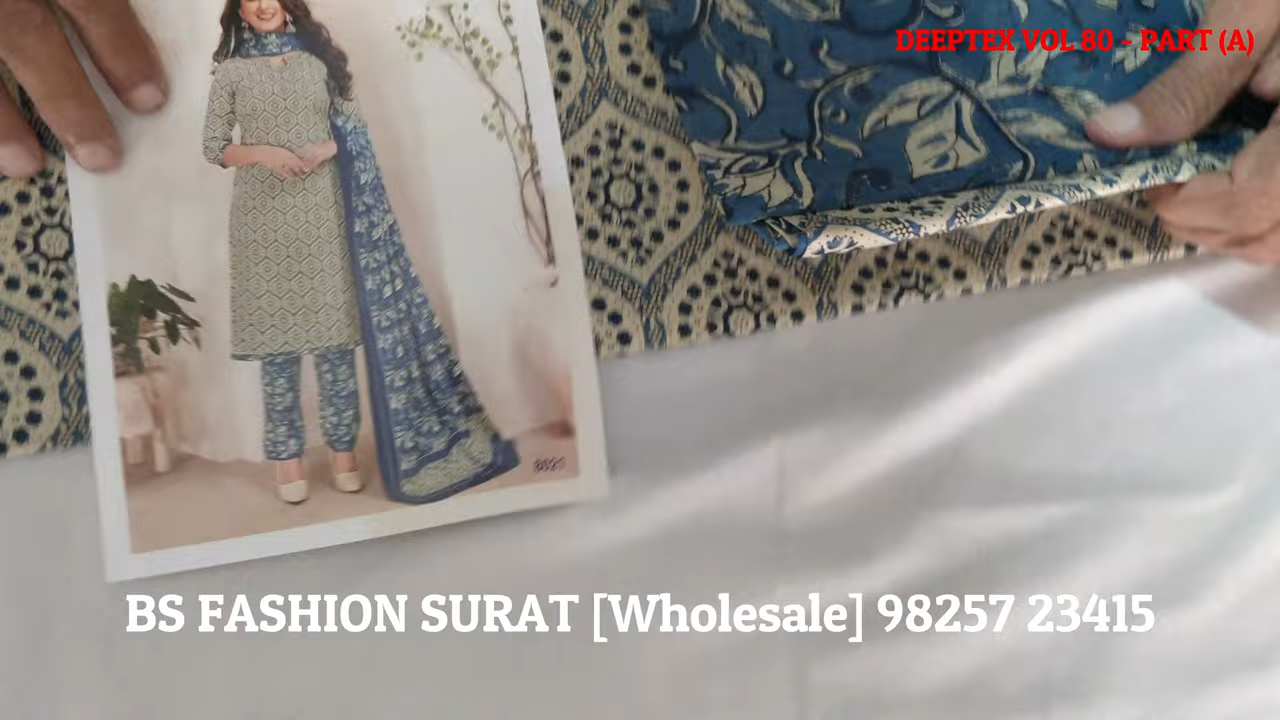 DEEPTEX VOL 80 - PART (A)
BS FASHION SURAT [Wholesale] 98257 23415